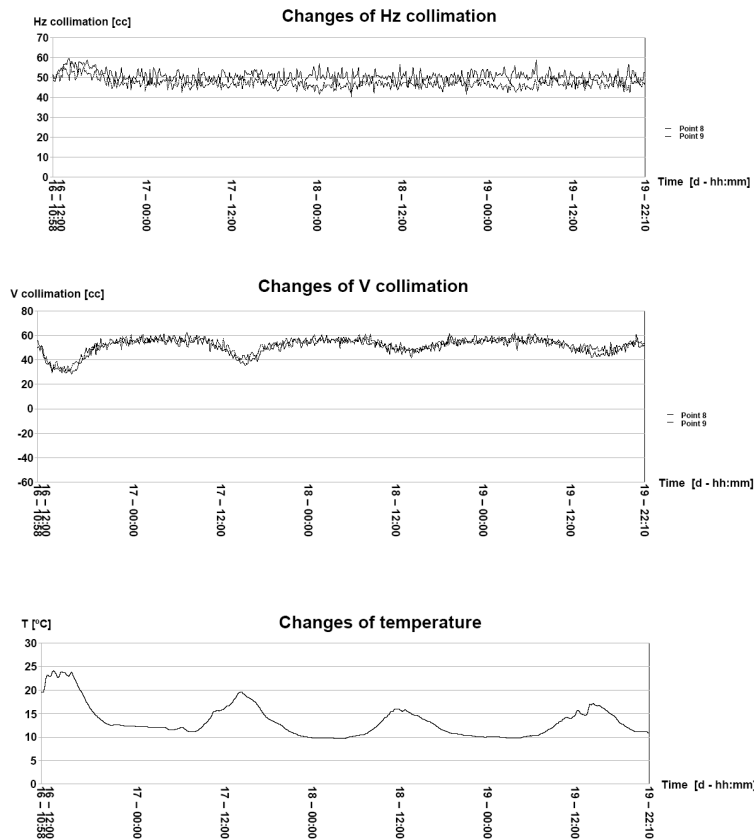 Changes of Hz collimation
Hz collimation [cc]
70
60
50
40
30
20
10
0
16 – 10:58
16 – 12:00
17 – 00:00
17 – 12:00
18 – 00:00
18 – 12:00
19 – 00:00
19 – 12:00
19 – 22:10
Time [d - hh:mm]
Point 8
Point 9
Changes of V collimation
V collimation [cc]
80
60
40
20
0
-20
-40
-60
16 – 10:58
16 – 12:00
17 – 00:00
17 – 12:00
18 – 00:00
18 – 12:00
19 – 00:00
19 – 12:00
19 – 22:10
Time [d - hh:mm]
Point 8
Point 9
Changes of temperature
T [ºC]
30
25
20
15
10
5
0
16 – 10:58
16 – 12:00
17 – 00:00
17 – 12:00
18 – 00:00
18 – 12:00
19 – 00:00
19 – 12:00
19 – 22:10
Time [d - hh:mm]